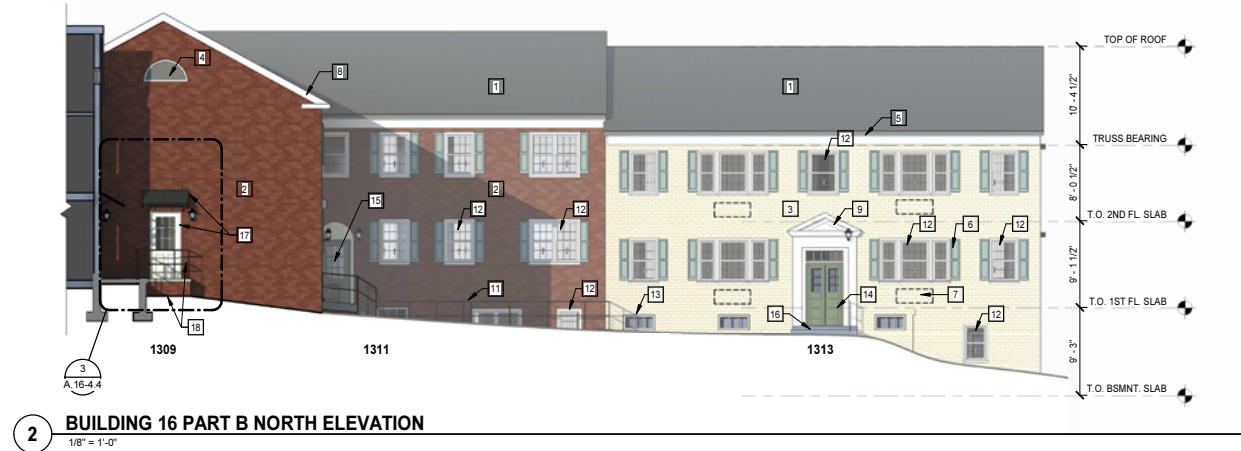 TOP OF ROOF
4
8
1
1
10' - 4 1/2"
5
12
TRUSS BEARING
8' - 0 1/2"
2
2
15
12
12
3
9
12
6
12
T.O. 2ND FL. SLAB
17
9' - 1 1/2"
11
12
13
14
7
16
18
12
T.O. 1ST FL. SLAB
1309
1311
1313
9' - 3"
3
A.16-4.4
T.O. BSMNT. SLAB
2
BUILDING 16 PART B NORTH ELEVATION
1/8" = 1'-0"